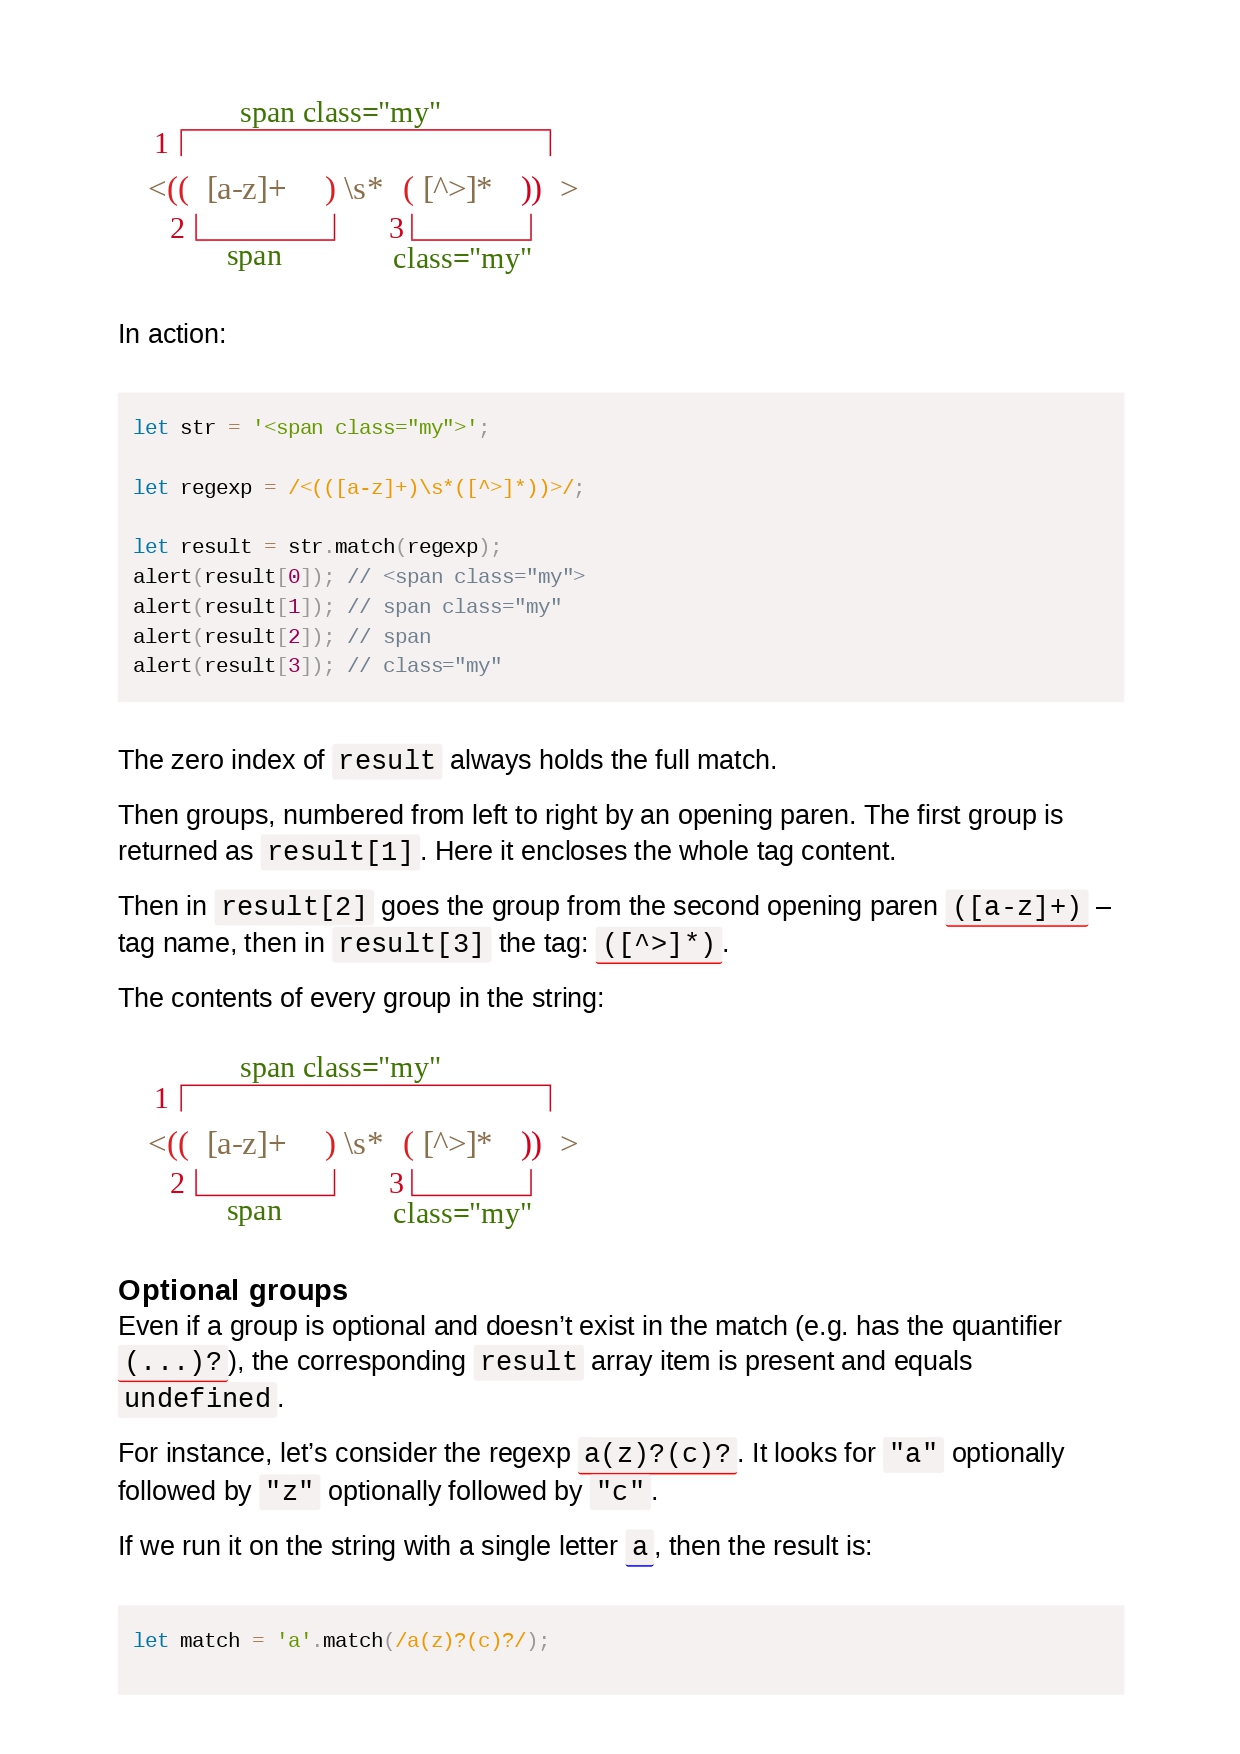 span class="my"
1
<(( [a-z]+ ) \s* ( [^>]* )) >
2 3
span class="my"
In action:
let str = '<span class="my">';
let regexp = /<(([a-z]+)\s*([^>]*))>/;
let result = str.match(regexp);
alert(result[0]); // <span class="my">
alert(result[1]); // span class="my"
alert(result[2]); // span
alert(result[3]); // class="my"
The zero index of result always holds the full match.
Then groups, numbered from left to right by an opening paren. The first group is
returned as result[1]. Here it encloses the whole tag content.
Then in result[2] goes the group from the second opening paren ([a-z]+) –
tag name, then in result[3] the tag: ([^>]*).
The contents of every group in the string:
span class="my"
1
<(( [a-z]+ ) \s* ( [^>]* )) >
2 3
span class="my"
Optional groups
Even if a group is optional and doesn’t exist in the match (e.g. has the quantifier
(...)?), the corresponding result array item is present and equals
undefined.
For instance, let’s consider the regexp a(z)?(c)?. It looks for "a" optionally
followed by "z" optionally followed by "c".
If we run it on the string with a single letter a, then the result is:
let match = 'a'.match(/a(z)?(c)?/);